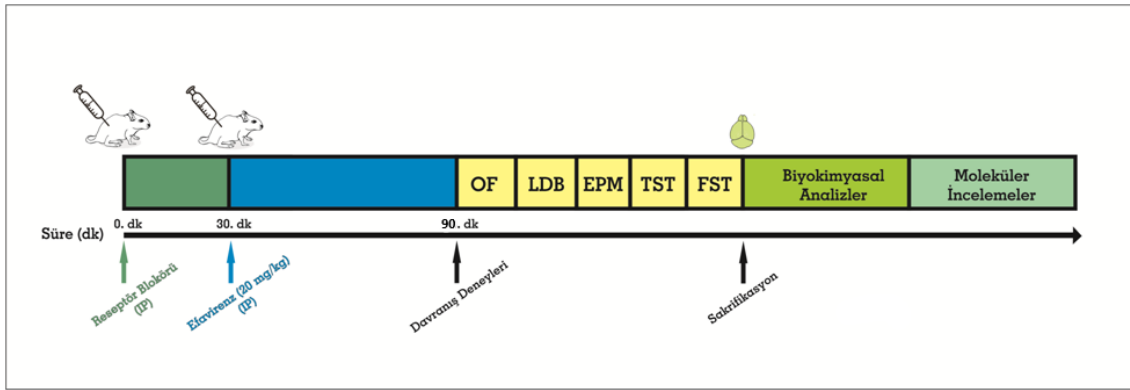 OF
LDB
EPM
TST
FST
Biyokimyasal
Analizler
Moleküler
İncelemeler
Süre (dk)
0. dk
30. dk
90. dk
Reseptör Blokörü
(IP)
Efavirenz (20 mg/kg)
(IP)
Davranış Deneyleri
Sakrifikasyon